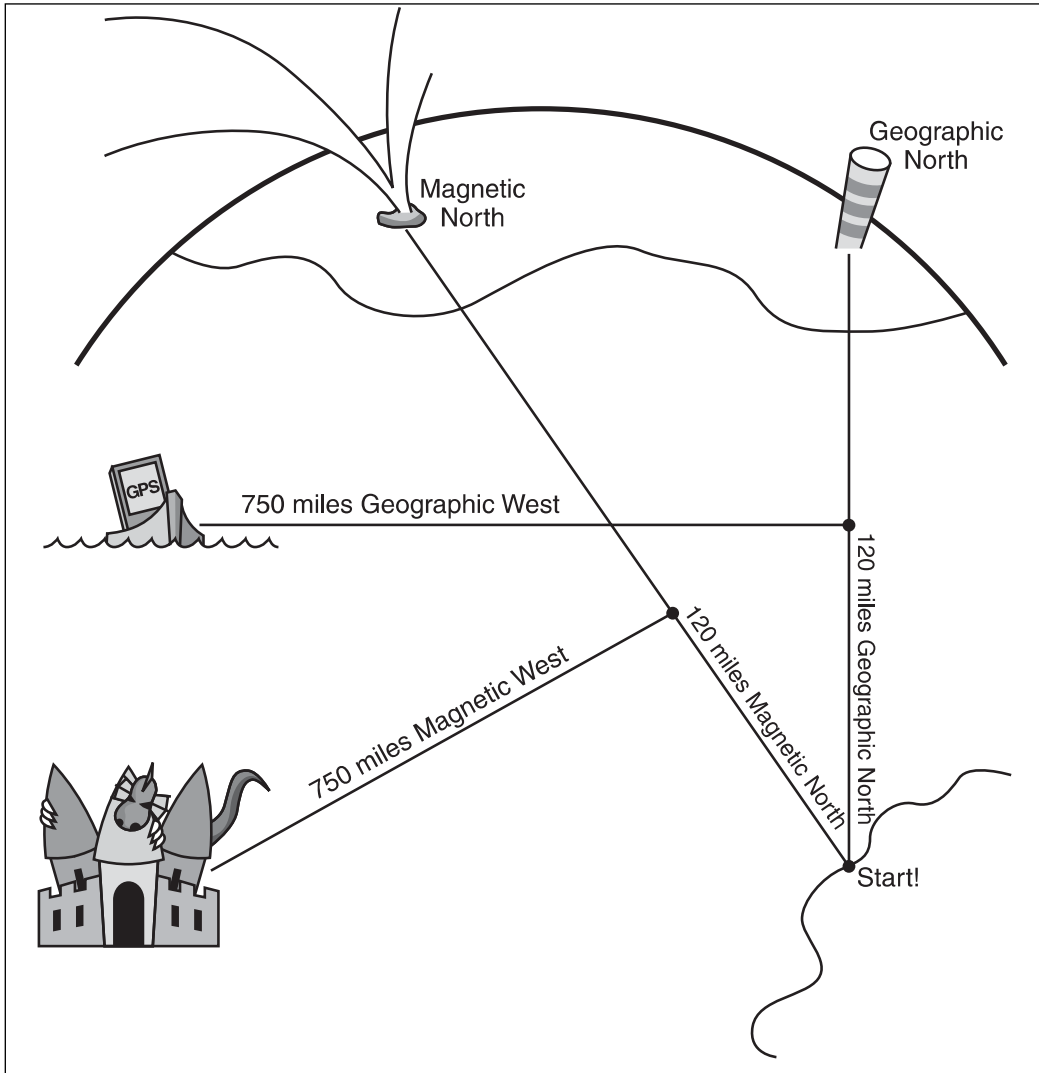 Geographic
North
Magnetic
North
GPS
750 miles Geographic West
120 miles Geographic North
120 miles Magnetic North
750 miles Magnetic West
Start!